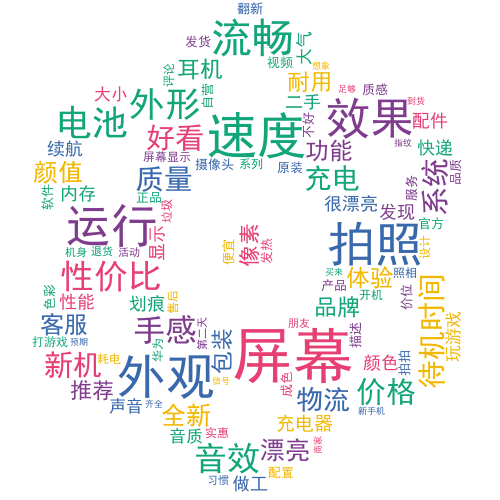 翻新
发货
流畅
大气
视频
想象
评论
耳机
自营
耐用
足够
质感
大小
外形
二手
到货
电池
速度
不好
效果
配件
好看
指纹
续航
屏幕显示
摄像头
系列
原装
功能
快递
颜值
质量
充电
系统
品质
软件
内存
正品
垃圾
很漂亮
发现
服务
官方
运行
显示
便宜
像素
发热
拍照
设计
机身
退货
活动
性价比
买来
体验
照相
产品
开机
价位
待机时间
色彩
性能
划痕
售后
品牌
客服
手感
第二天
朋友
描述
玩游戏
打游戏
预期
华为
包装
屏幕
新机
耗电
外观
信号
颜色
拍拍
推荐
成色
价格
声音
齐全
全新
物流
新手机
音质
实惠
充电器
商家
音效
漂亮
配置
习惯
做工